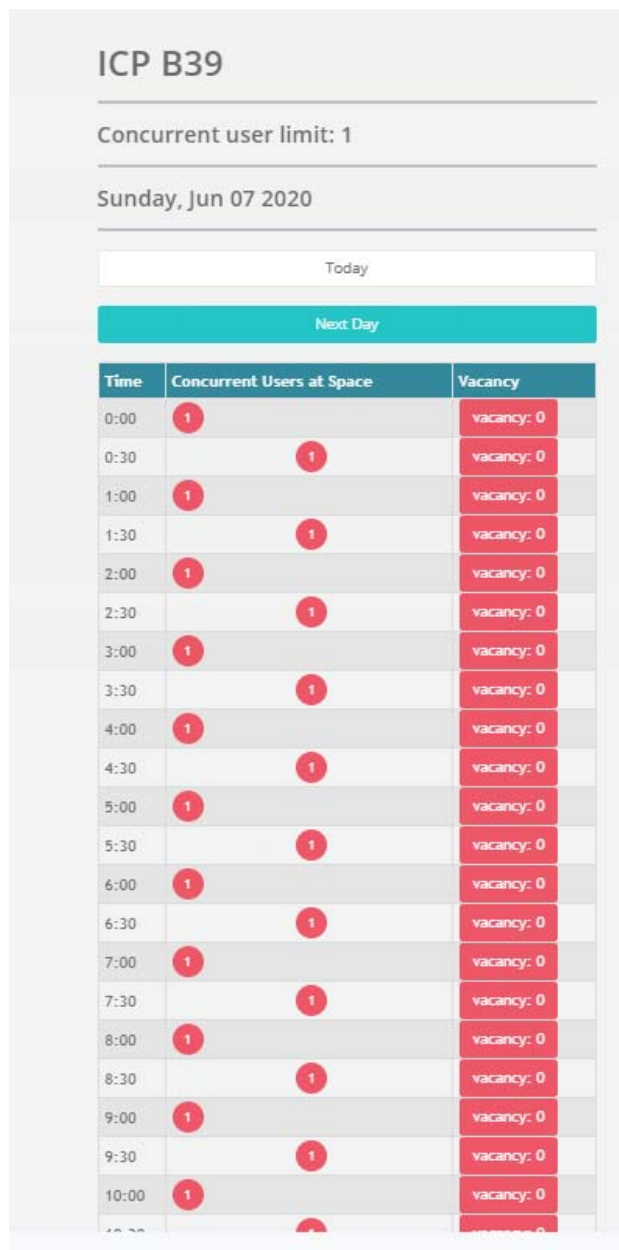 ICP B39
Concurrent user limit: 1
Sunday, Jun 07 2020
Today
Next Day
Time Concurrent Users at Space Vacancy
0:00 1 vacancy: 0
0:30 1 vacancy: 0
1:00 1 vacancy: 0
1:30 1 vacancy: 0
2:00 1 vacancy: 0
2:30 1 vacancy: 0
3:00 1 vacancy: 0
3:30 1 vacancy: 0
4:00 1 vacancy: 0
4:30 1 vacancy: 0
5:00 1 vacancy: 0
5:30 1 vacancy: 0
6:00 1 vacancy: 0
6:30 1 vacancy: 0
7:00 1 vacancy: 0
7:30 1 vacancy: 0
8:00 1 vacancy: 0
8:30 1 vacancy: 0
9:00 1 vacancy: 0
9:30 1 vacancy: 0
10:00 1 vacancy: 0